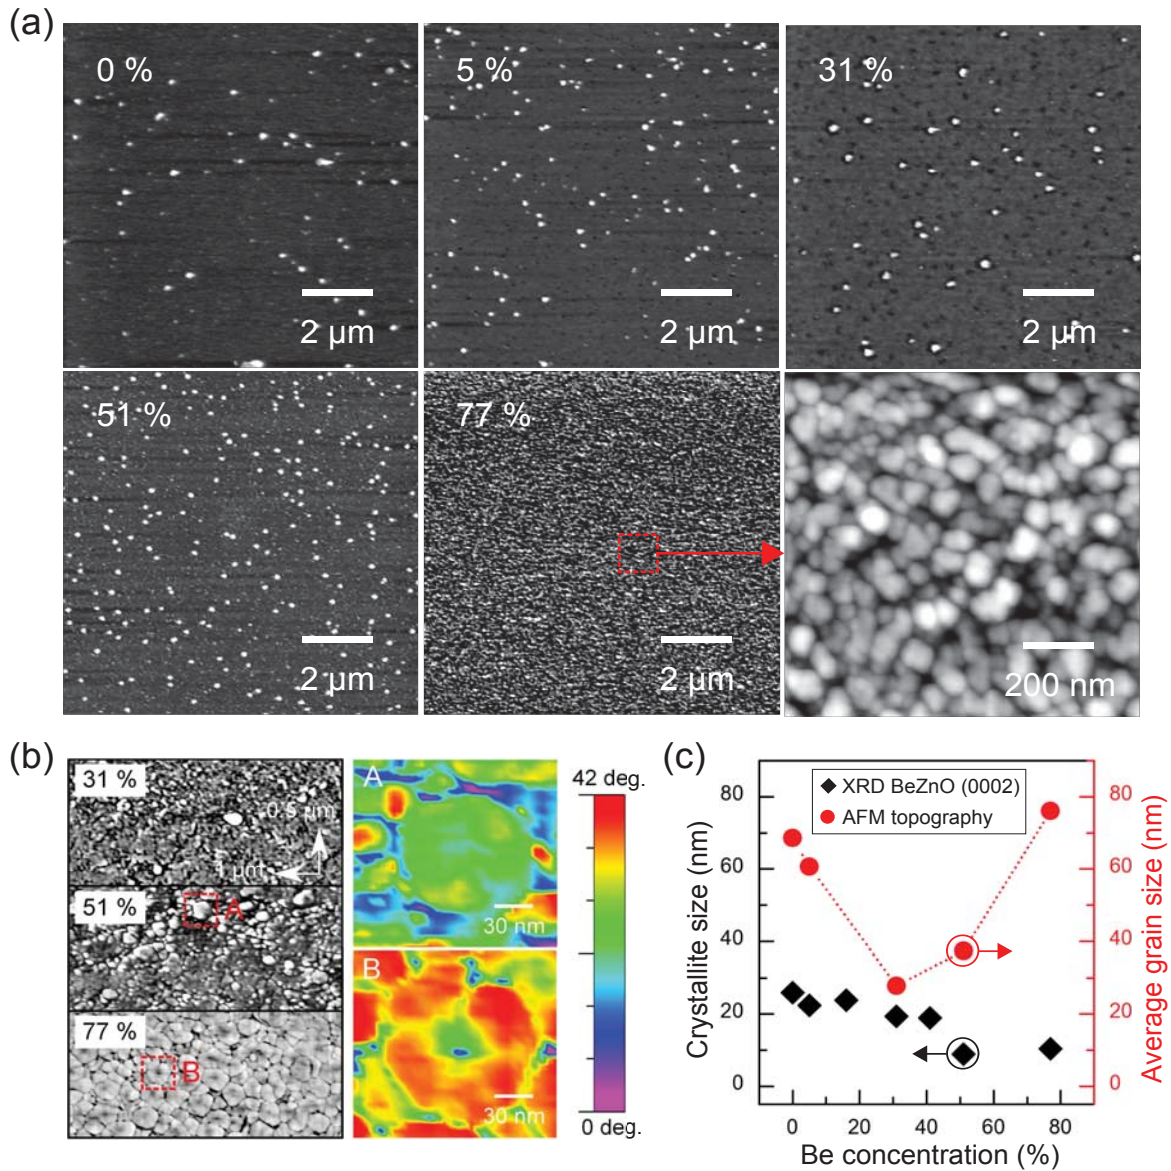 (a)
0 %
5 %
31 %
2 µm
2 µm
2 µm
51 %
77 %
2 µm
2 µm
200 nm
(b)
31 %
0.5 µm
1 µm
51 %
A
77 %
B
A
30 nm
B
30 nm
42 deg.
0 deg.
(c)
XRD BeZnO (0002)
AFM topography
Crystallite size (nm)
80
60
40
20
0
80
60
40
20
0
Average grain size (nm)
0
20
40
60
80
Be concentration (%)